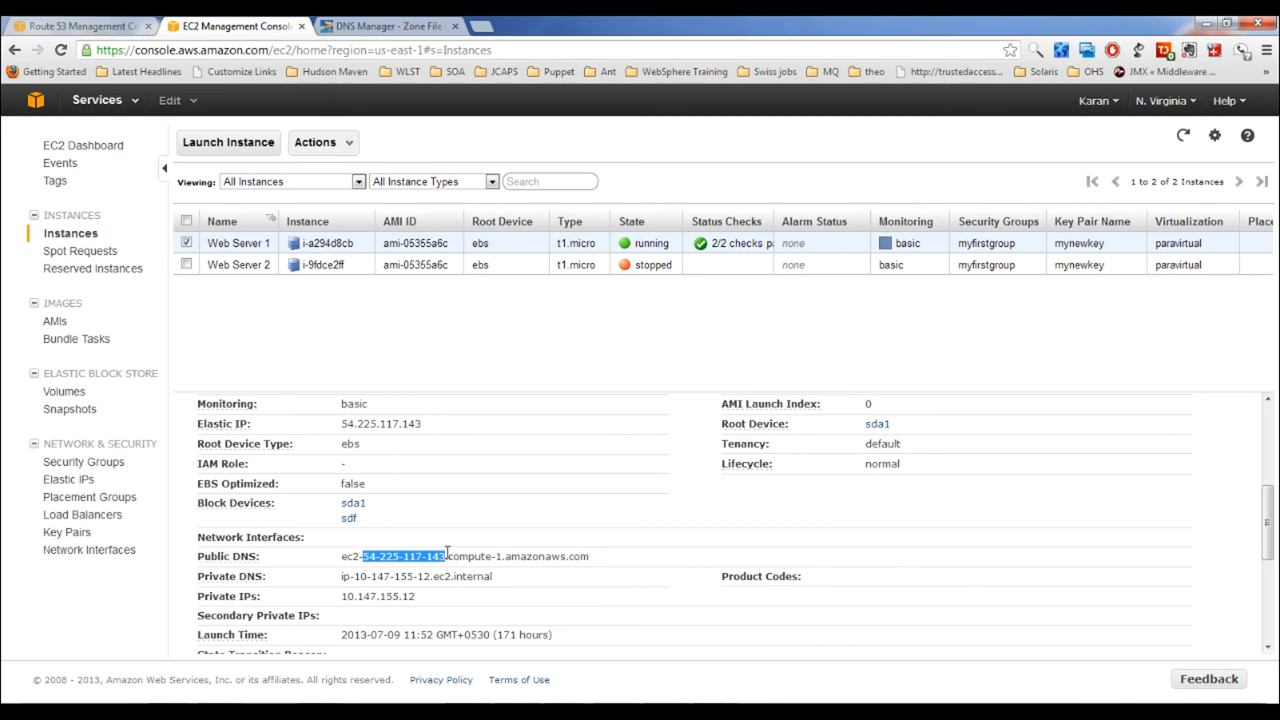 Route 53 Management Co
EC2 Management Console
DNS Manager - Zone File
https://console.aws.amazon.com/ec2/home?region=us-east-1#s=Instances
Getting Started Latest Headlines Customize Links Hudson Maven WLST SOA JCAPS Puppet Ant WebSphere Training Swiss jobs MQ theo http://trustedaccess... Solaris OHS JMX « Middleware ... »
Services Edit Karan N. Virginia Help
EC2 Dashboard
Events
Tags
INSTANCES
Instances
Spot Requests
Reserved Instances
IMAGES
AMIs
Bundle Tasks
ELASTIC BLOCK STORE
Volumes
Snapshots
NETWORK & SECURITY
Security Groups
Elastic IPs
Placement Groups
Load Balancers
Key Pairs
Network Interfaces
Launch Instance Actions
Viewing: All Instances All Instance Types Search 1 to 2 of 2 Instances
Name Instance AMI ID Root Device Type State Status Checks Alarm Status Monitoring Security Groups Key Pair Name Virtualization Place
Web Server 1 i-a294d8cb ami-05355a6c ebs t1.micro running 2/2 checks pa none basic myfirstgroup mynewkey paravirtual
Web Server 2 i-9fdce2ff ami-05355a6c ebs t1.micro stopped none basic myfirstgroup mynewkey paravirtual
Monitoring: basic AMI Launch Index: 0
Elastic IP: 54.225.117.143 Root Device: sda1
Root Device Type: ebs Tenancy: default
IAM Role: - Lifecycle: normal
EBS Optimized: false
Block Devices: sda1
sdf
Network Interfaces:
Public DNS: ec2-54-225-117-143.compute-1.amazonaws.com
Private DNS: ip-10-147-155-12.ec2.internal Product Codes:
Private IPs: 10.147.155.12
Secondary Private IPs:
Launch Time: 2013-07-09 11:52 GMT+0530 (171 hours)
© 2008 - 2013, Amazon Web Services, Inc. or its affiliates. All rights reserved. Privacy Policy Terms of Use Feedback